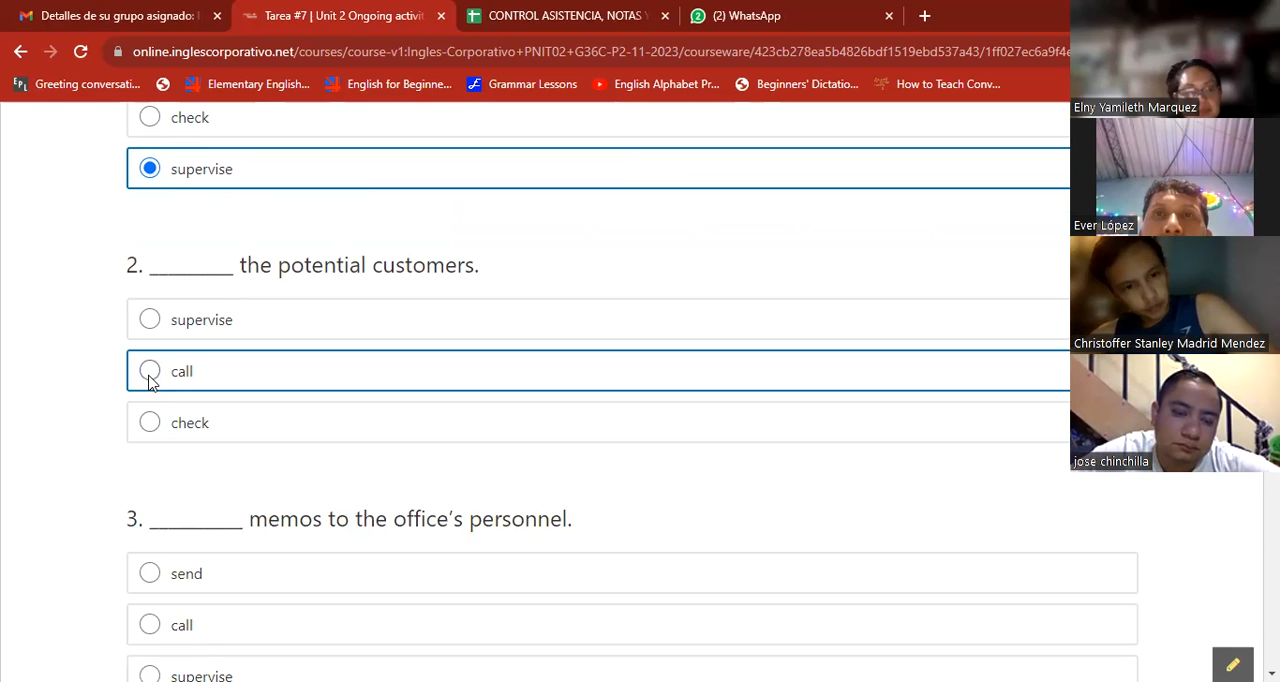 Detalles de su grupo asignado:
Tarea #7 | Unit 2 Ongoing activit
CONTROL ASISTENCIA, NOTAS
(2) WhatsApp
online.inglescorporativo.net/courses/course-v1:Ingles-Corporativo+PNIT02+G36C-P2-11-2023/courseware/423cb278ea5b4826bdf1519ebd537a43/1ff027ec6a9f4e
Greeting conversati...
Elementary English...
English for Beginne...
Grammar Lessons
English Alphabet Pr...
Beginners' Dictatio...
How to Teach Conv...
check
supervise
2. ________ the potential customers.
supervise
call
check
3. _________ memos to the office's personnel.
send
call
supervise
Elny Yamileth Marquez
Ever López
Christoffer Stanley Madrid Mendez
jose chinchilla